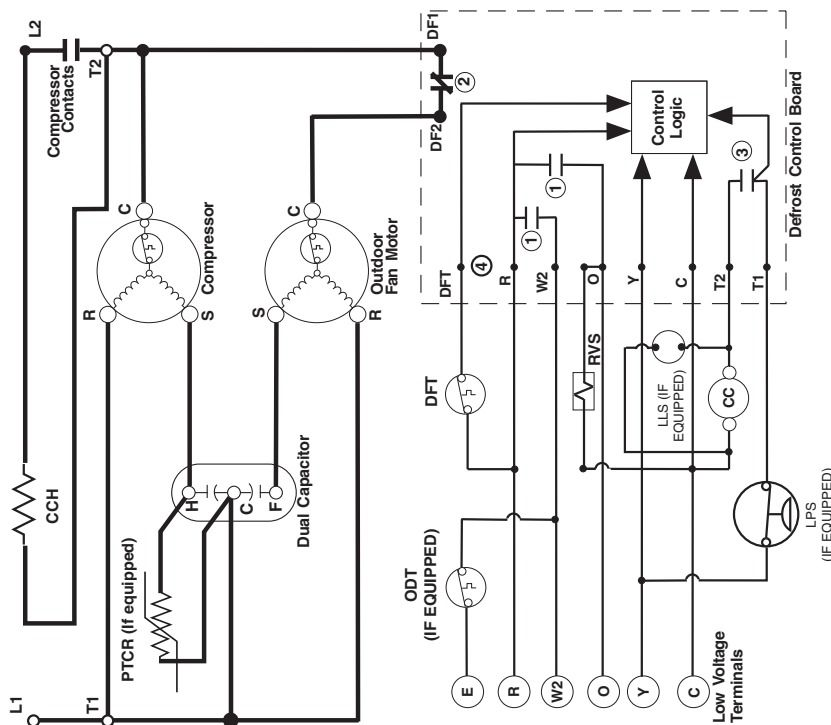 L2
Compressor
Contacts
T2
DF1
DF2
2
C
Compressor
R
S
C
Outdoor
Fan Motor
S
R
CCH
H
C
F
Dual Capacitor
PTCR (If equipped)
L1
T1
Control
Logic
Defrost Control Board
1
1
3
4
DFT
R
W2
O
Y
C
T2
T1
DFT
RVS
LLS (IF
EQUIPPED)
CC
ODT
(IF EQUIPPED)
LPS
(IF EQUIPPED)
E
R
W2
O
Y
C
Low Voltage
Terminals